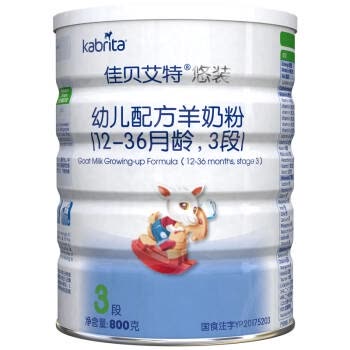 kabrita
佳贝艾特®悠装
幼儿配方羊奶粉
(12-36月龄，3段)
Goat Milk Growing-up Formula（12-36 months, stage 3）
3段
净含量:800克
国食注字YP20175203